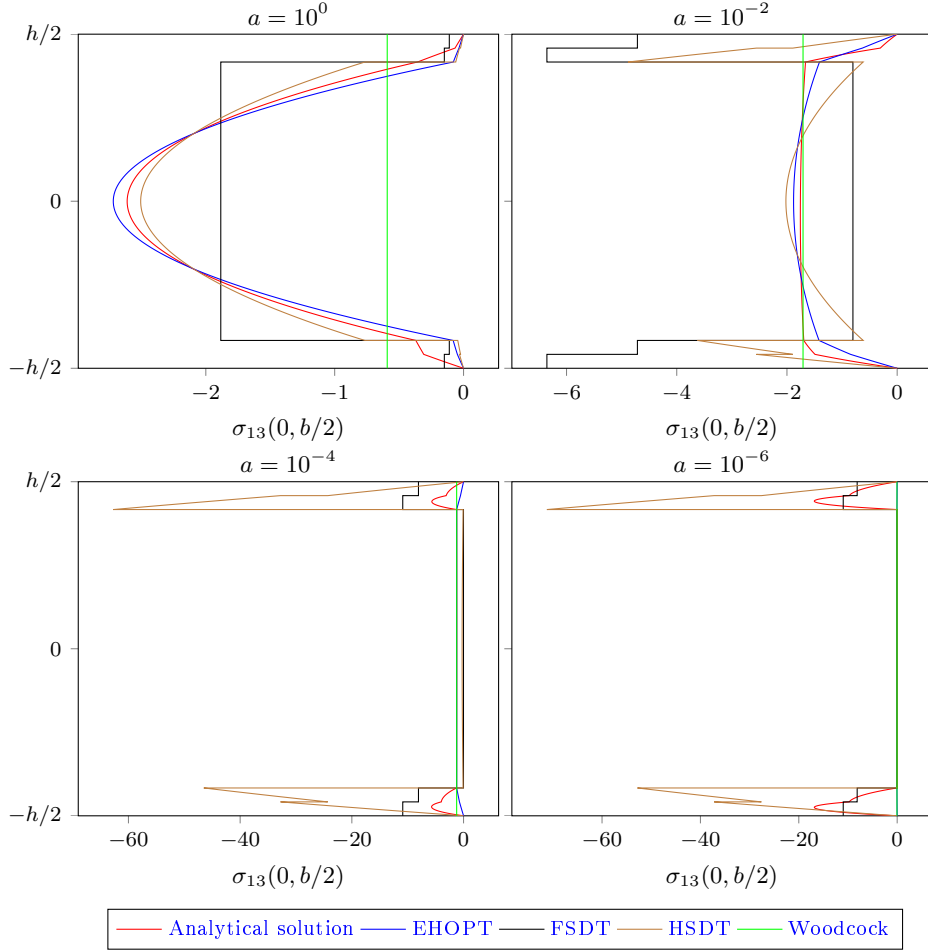 a = 10⁰
a = 10⁻²
h/2
0
−h/2
−2 −1 0
−6 −4 −2 0
σ₁₃(0, b/2)
σ₁₃(0, b/2)
a = 10⁻⁴
a = 10⁻⁶
h/2
0
−h/2
−60 −40 −20 0
−60 −40 −20 0
σ₁₃(0, b/2)
σ₁₃(0, b/2)
Analytical solution EHOPT FSDT HSDT Woodcock